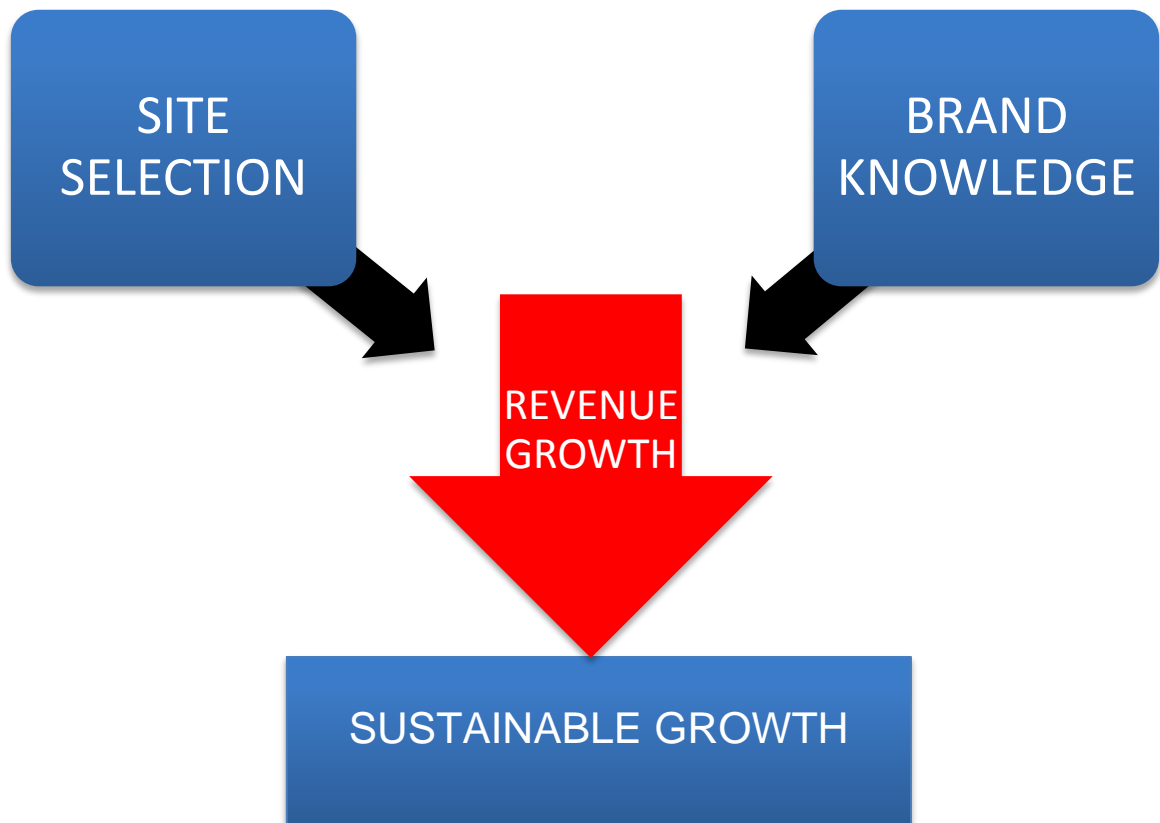 SITE
SELECTION
BRAND
KNOWLEDGE
REVENUE
GROWTH
SUSTAINABLE GROWTH